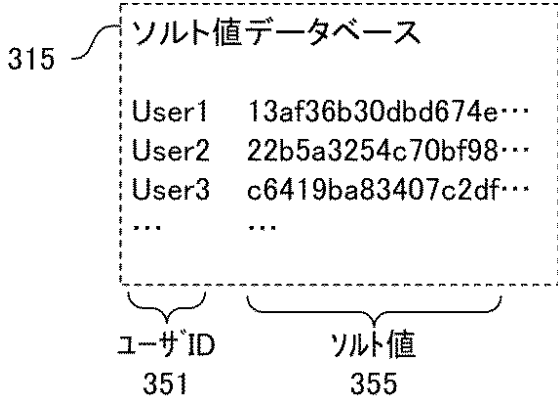 ソルト値データベース
315
User1 13af36b30dbd674e…
User2 22b5a3254c70bf98…
User3 c6419ba83407c2df…
… …
ユーザID ソルト値
351 355